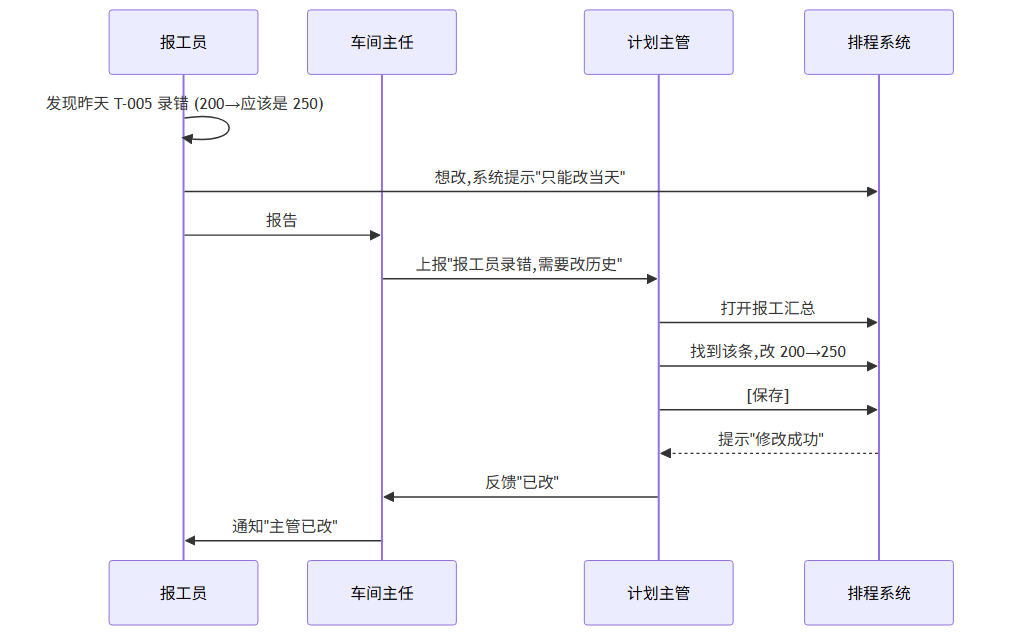 报工员
车间主任
计划主管
排程系统
发现昨天 T-005 录错 (200→应该是 250)
想改,系统提示"只能改当天"
报告
上报"报工员录错,需要改历史"
打开报工汇总
找到该条,改 200→250
[保存]
提示"修改成功"
反馈"已改"
通知"主管已改"
报工员
车间主任
计划主管
排程系统